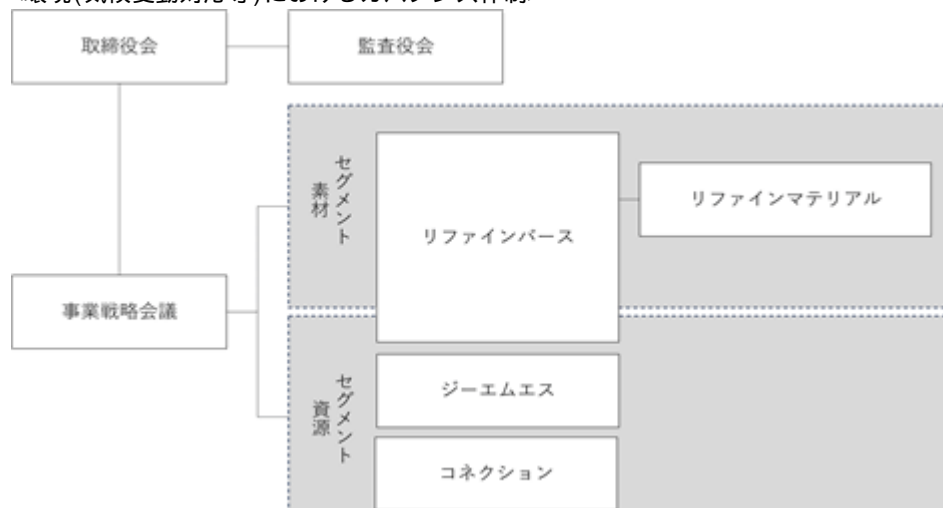 取締役会
監査役会
素材
セグメント
リファインバース
リファインマテリアル
事業戦略会議
資源
セグメント
ジーエムエス
コネクション